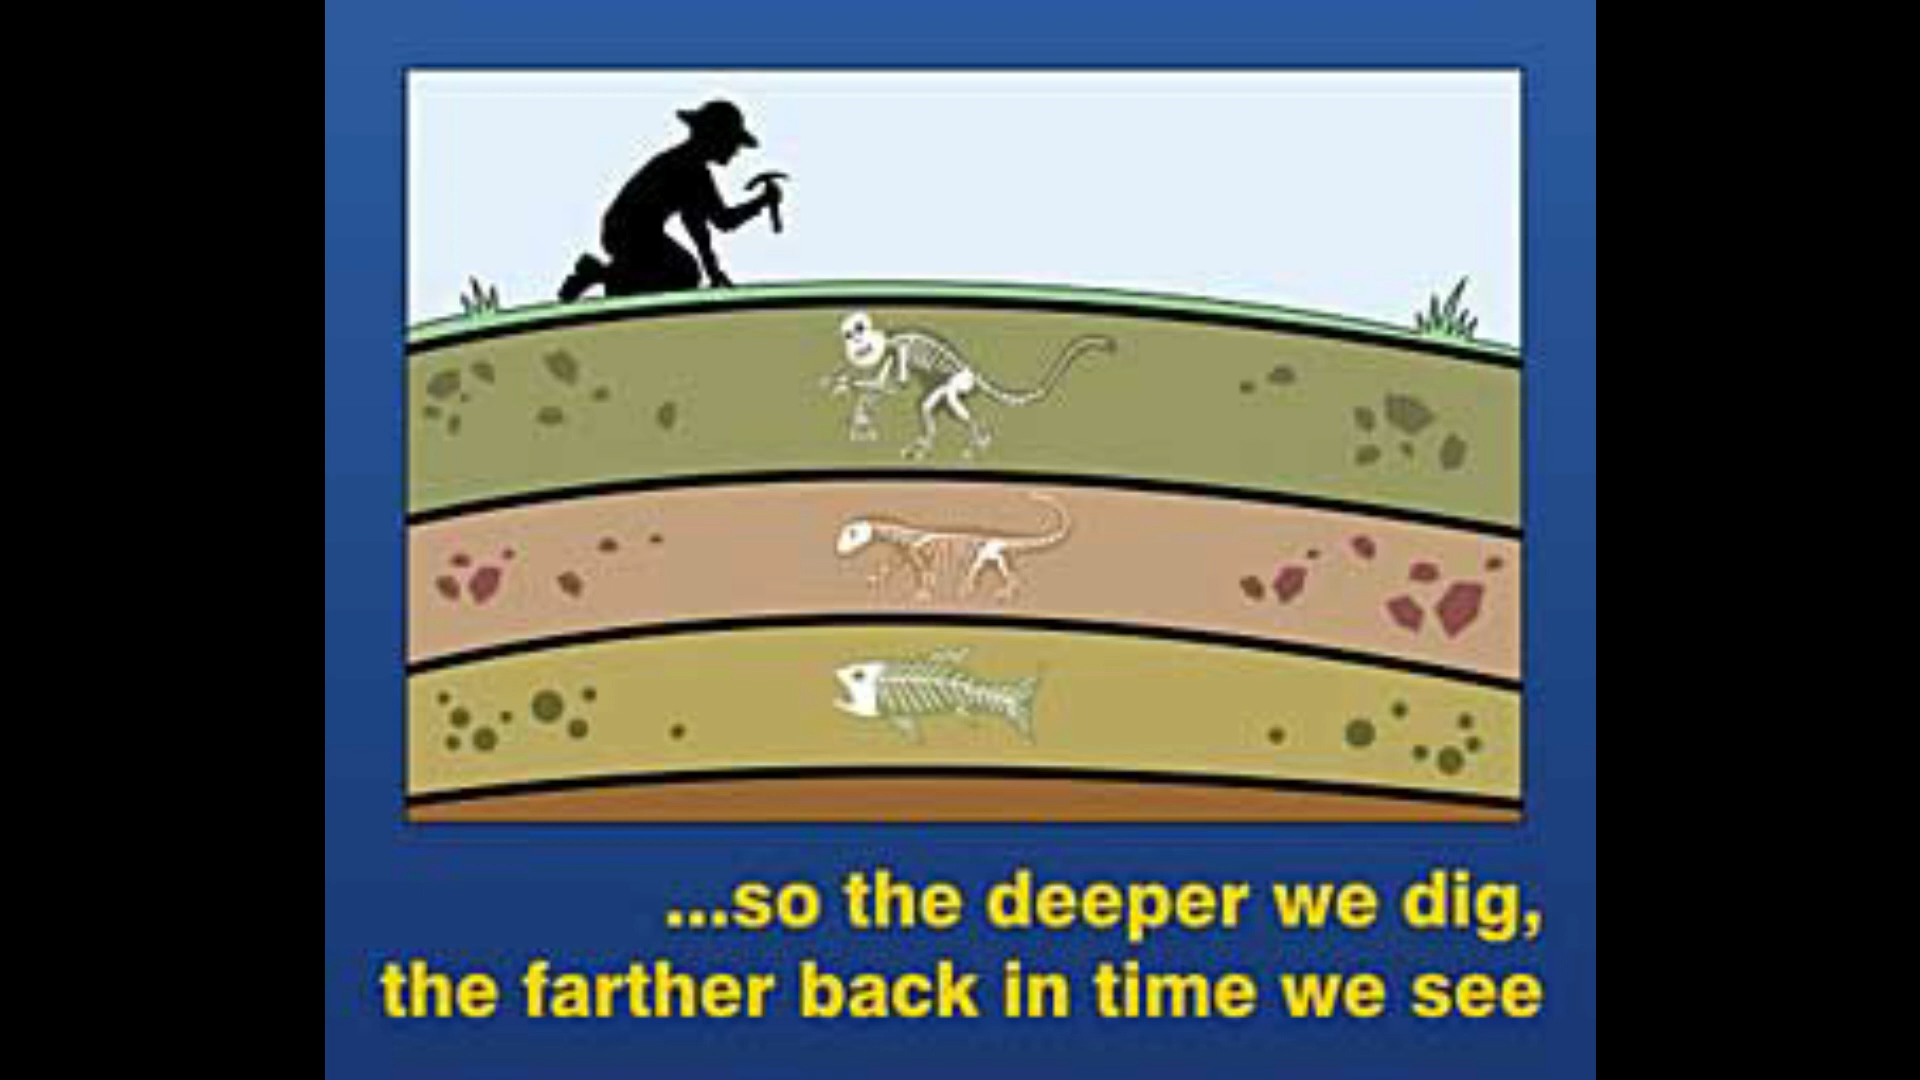 ...so the deeper we dig,
the farther back in time we see